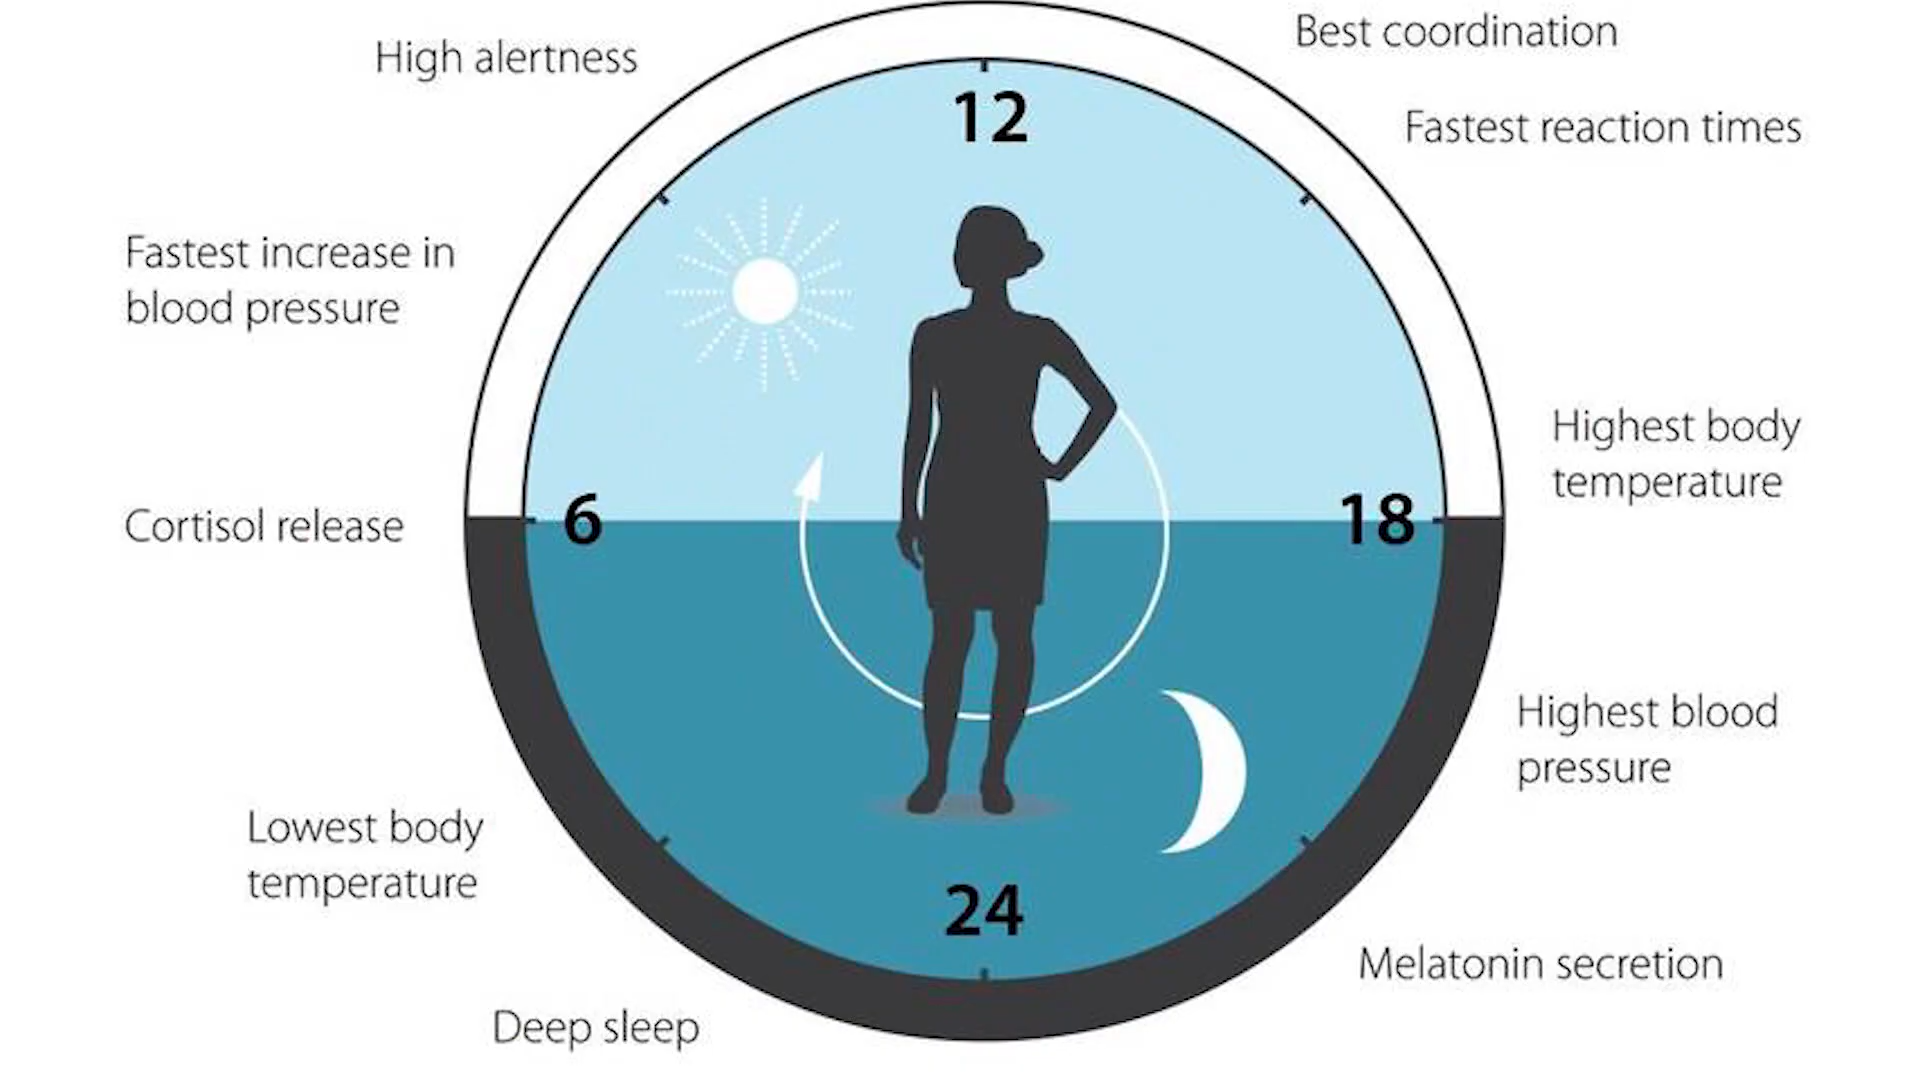 High alertness
Best coordination
12
Fastest reaction times
Fastest increase in
blood pressure
Highest body
temperature
Cortisol release
6
18
Highest blood
pressure
Lowest body
temperature
24
Melatonin secretion
Deep sleep